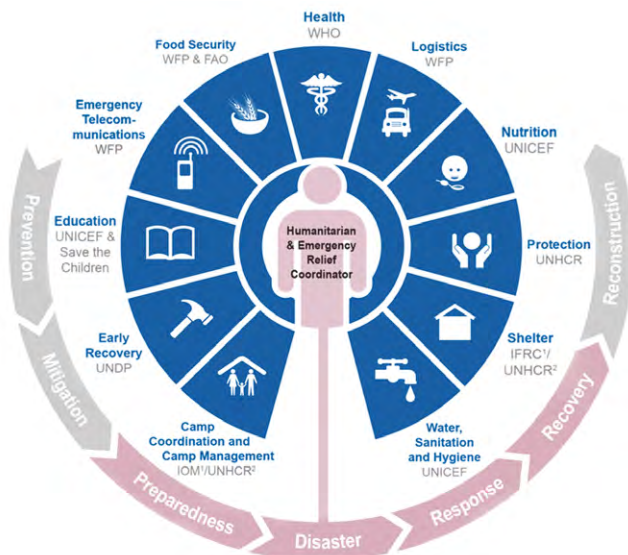 Health
WHO
Food Security
WFP & FAO
Logistics
WFP
Emergency
Telecom-
munications
WFP
Nutrition
UNICEF
Education
UNICEF &
Save the
Children
Humanitarian
& Emergency
Relief
Coordinator
Protection
UNHCR
Early
Recovery
UNDP
Shelter
IFRC¹/
UNHCR²
Camp
Coordination and
Camp Management
IOM¹/UNHCR²
Water,
Sanitation
and Hygiene
UNICEF
Prevention
Mitigation
Preparedness
Disaster
Response
Recovery
Reconstruction